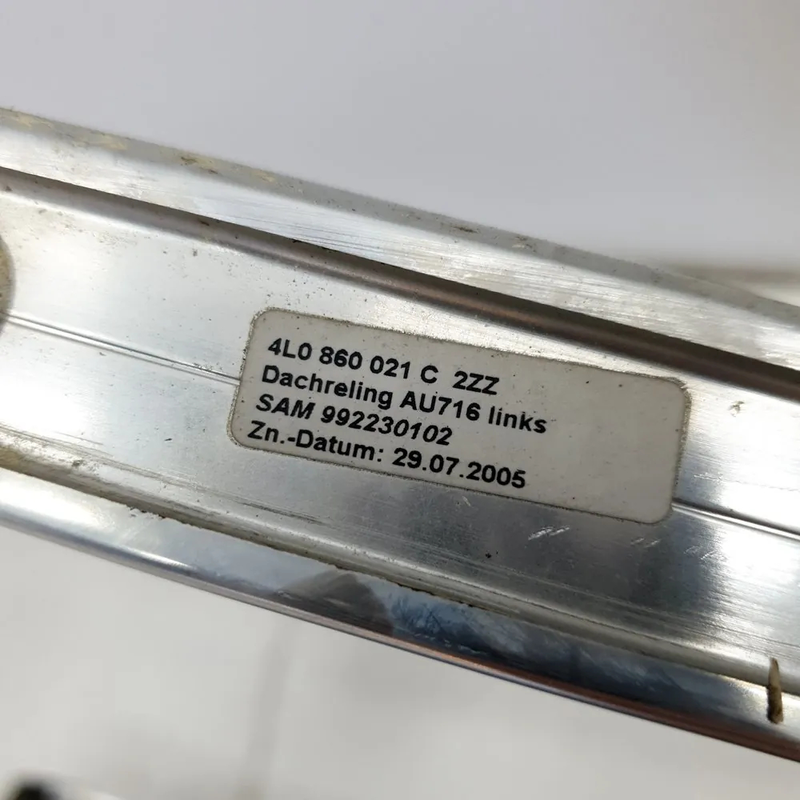 4L0 860 021 C 2ZZ
Dachreling AU716 links
SAM 992230102
Zn.-Datum: 29.07.2005